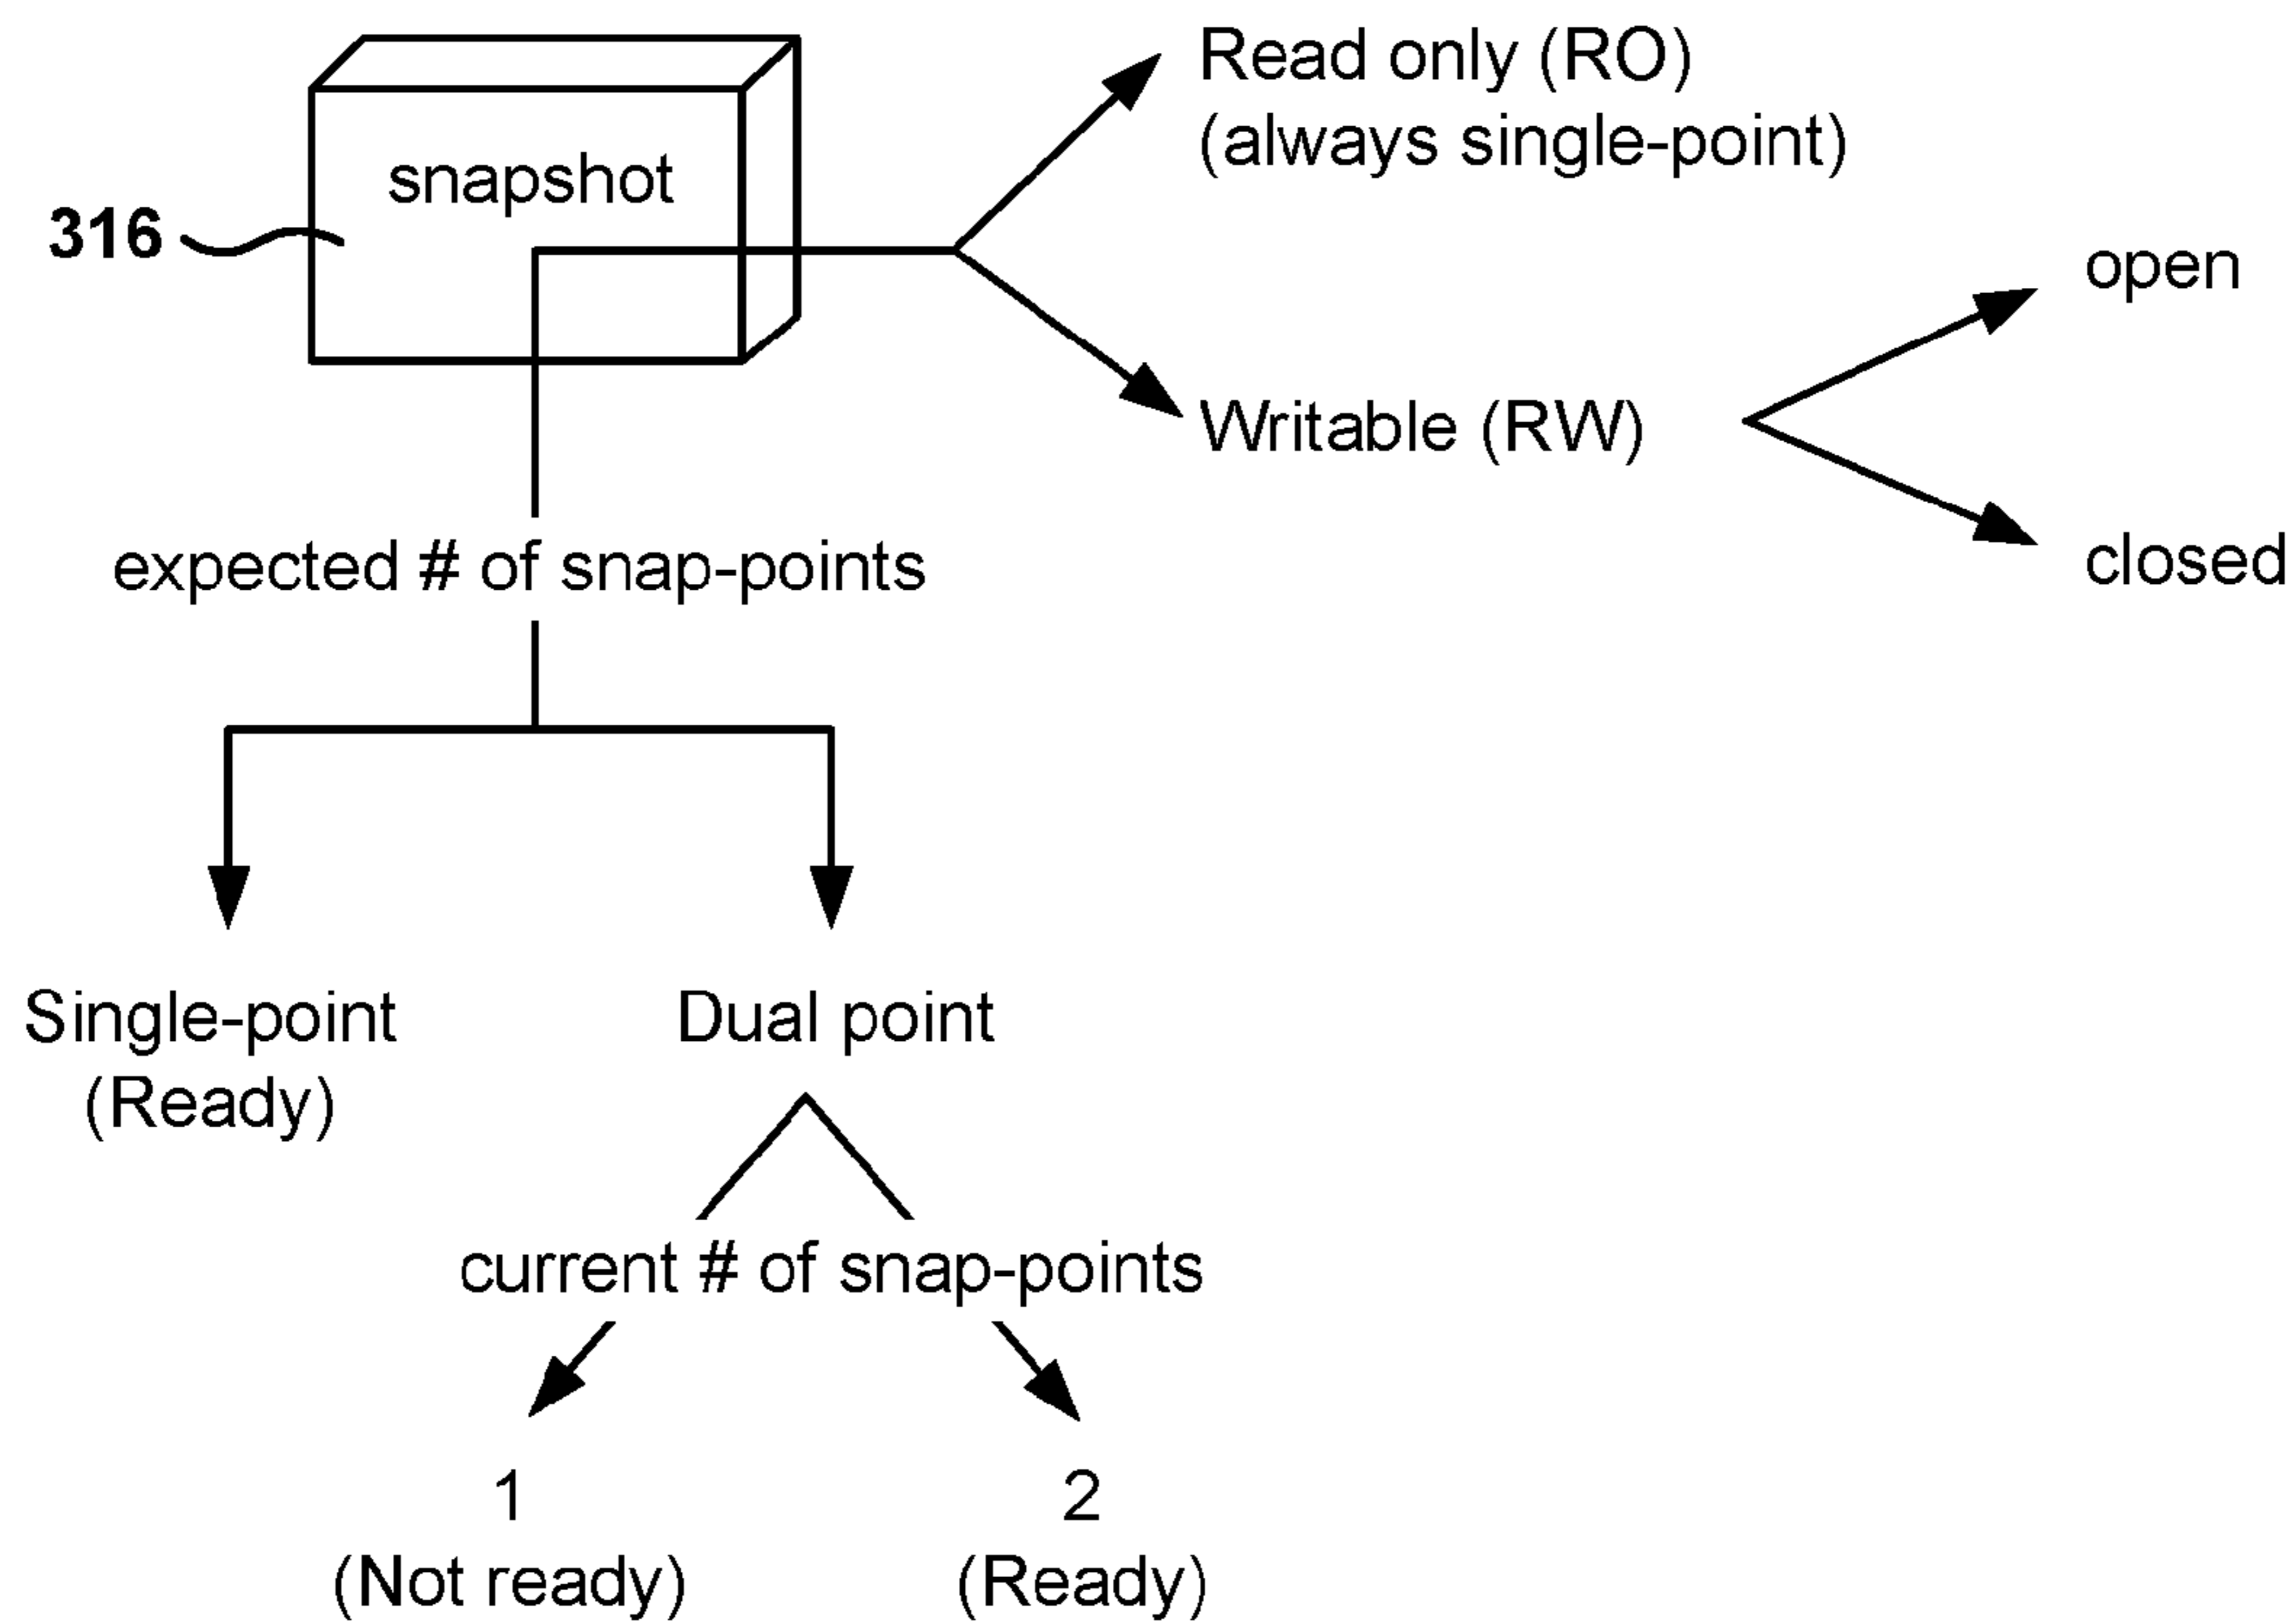 Read only (RO)
(always single-point)
snapshot
316
open
Writable (RW)
closed
expected # of snap-points
Single-point
(Ready)
Dual point
current # of snap-points
1
(Not ready)
2
(Ready)